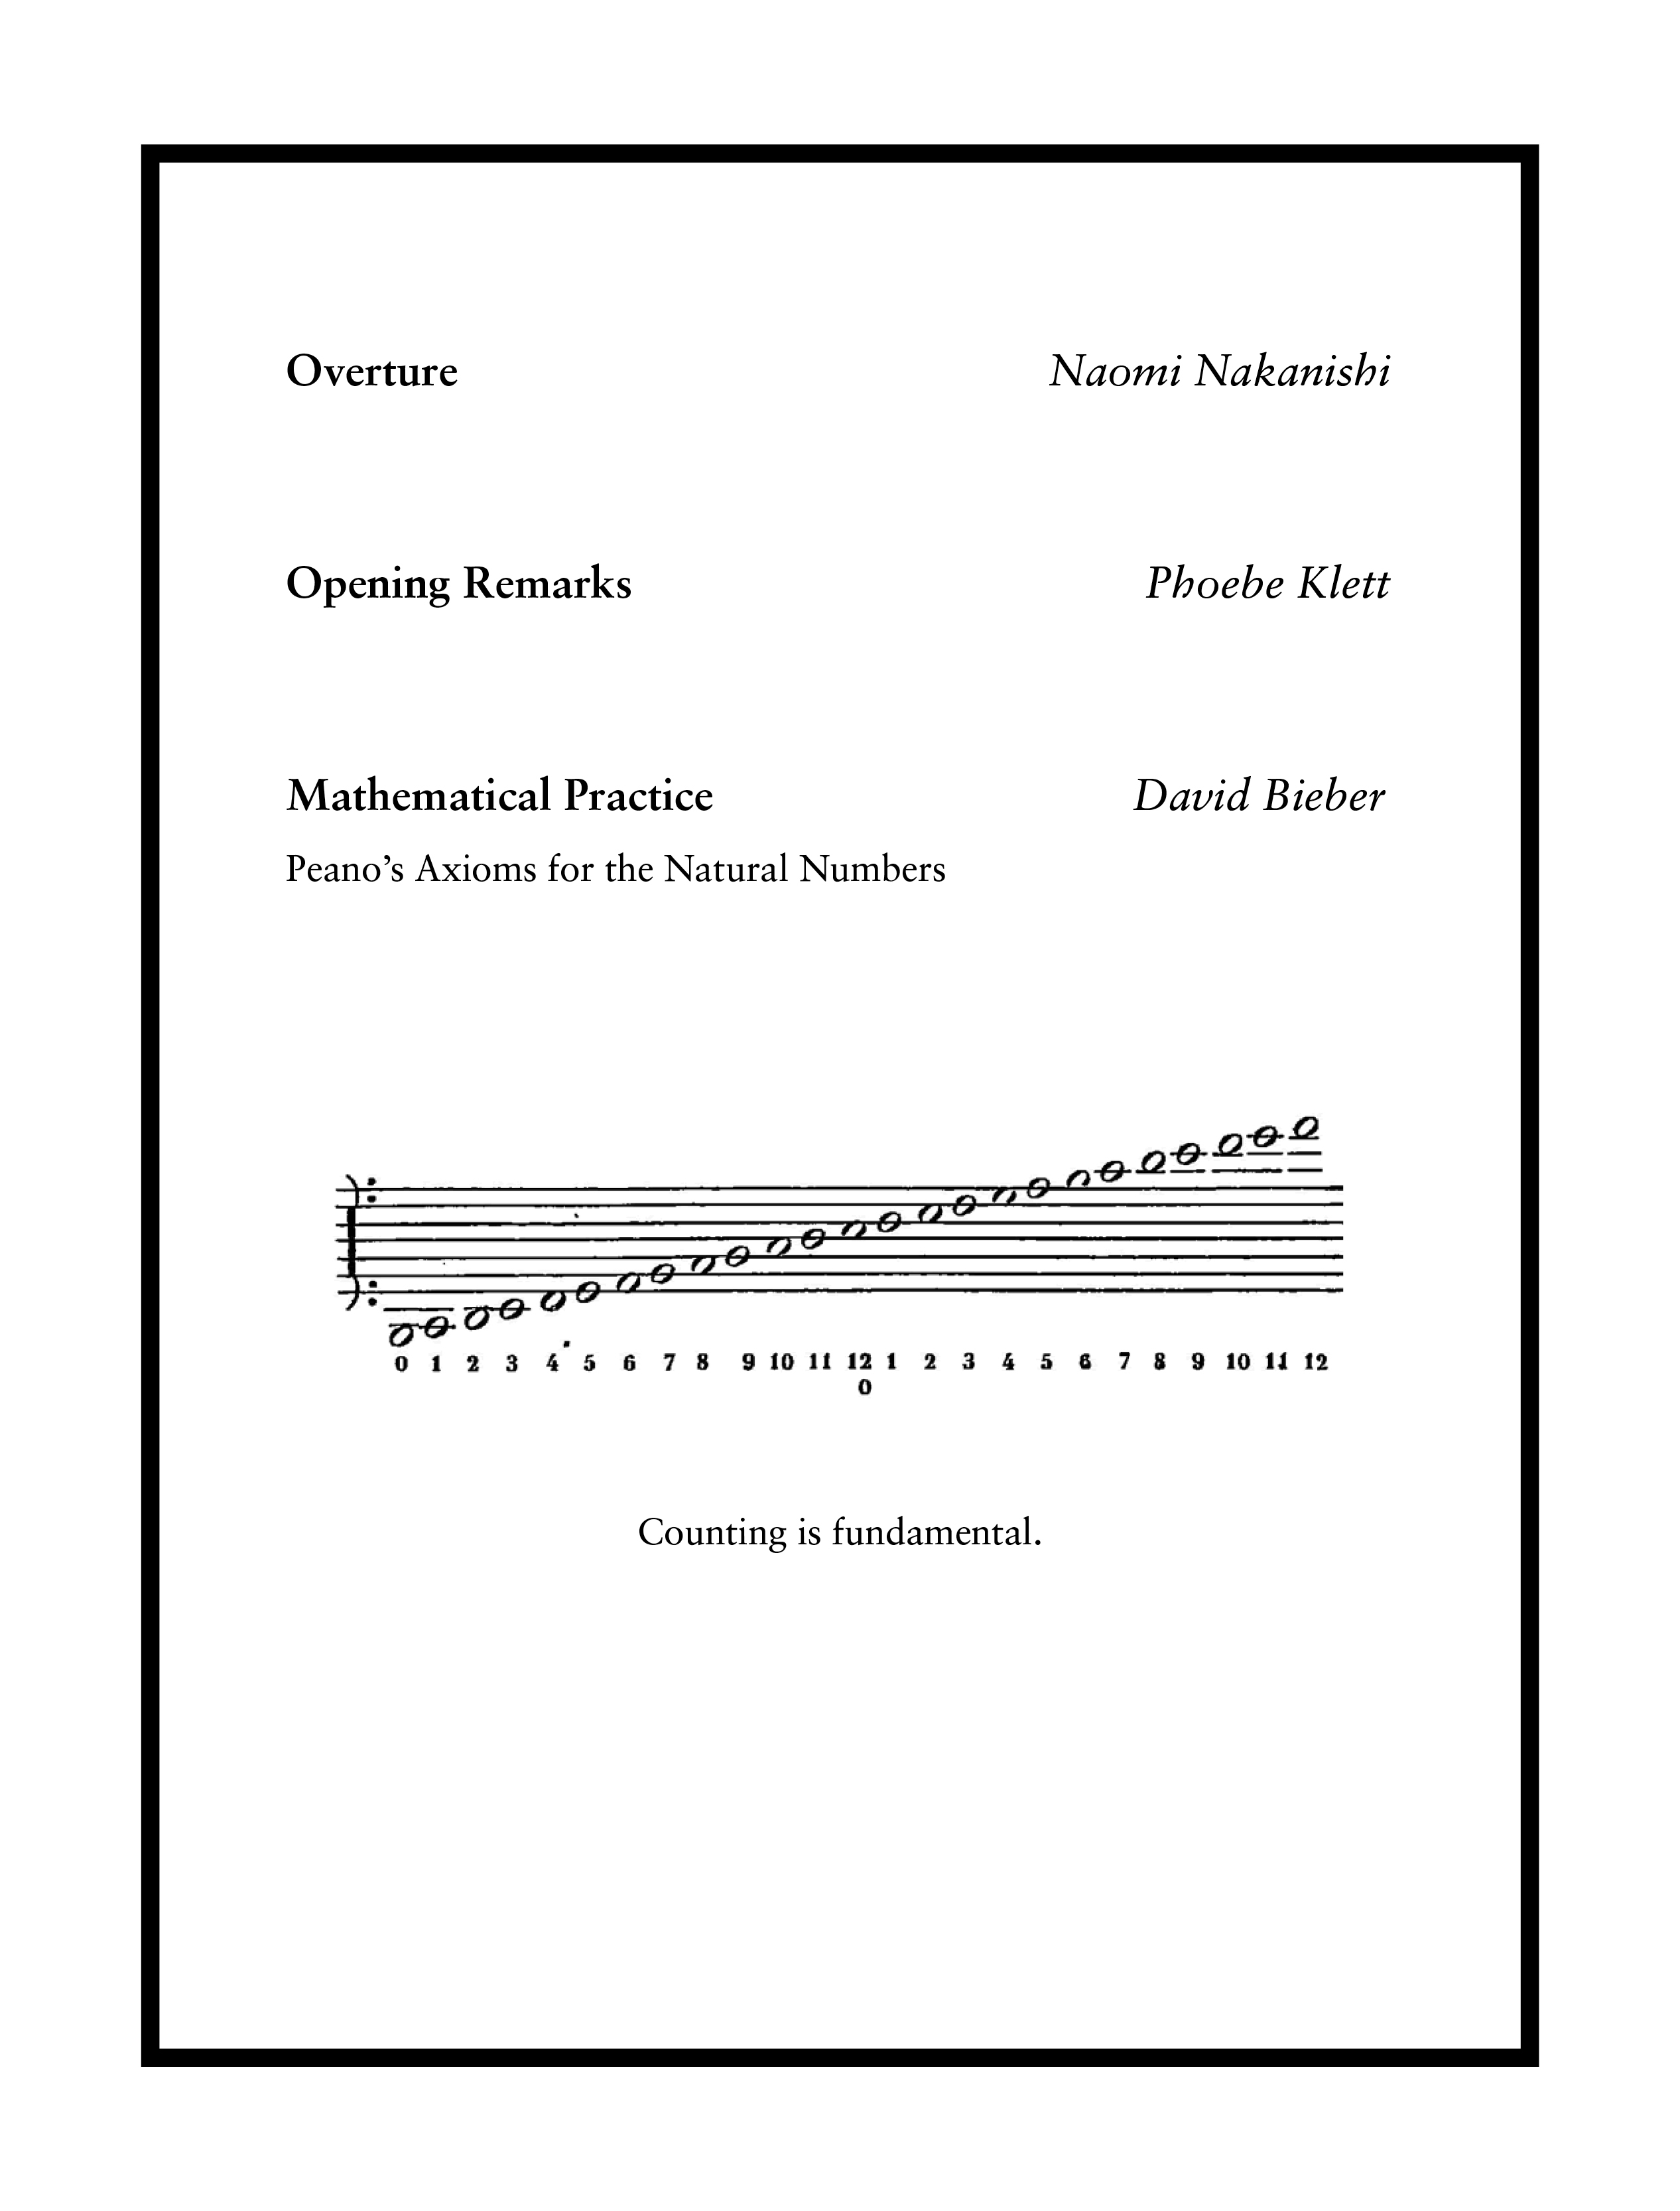 Overture Naomi Nakanishi
Opening Remarks Phoebe Klett
Mathematical Practice David Bieber
Peano’s Axioms for the Natural Numbers
0 1 2 3 4 5 6 7 8 9 10 11 12 1 2 3 4 5 6 7 8 9 10 11 12
0
Counting is fundamental.